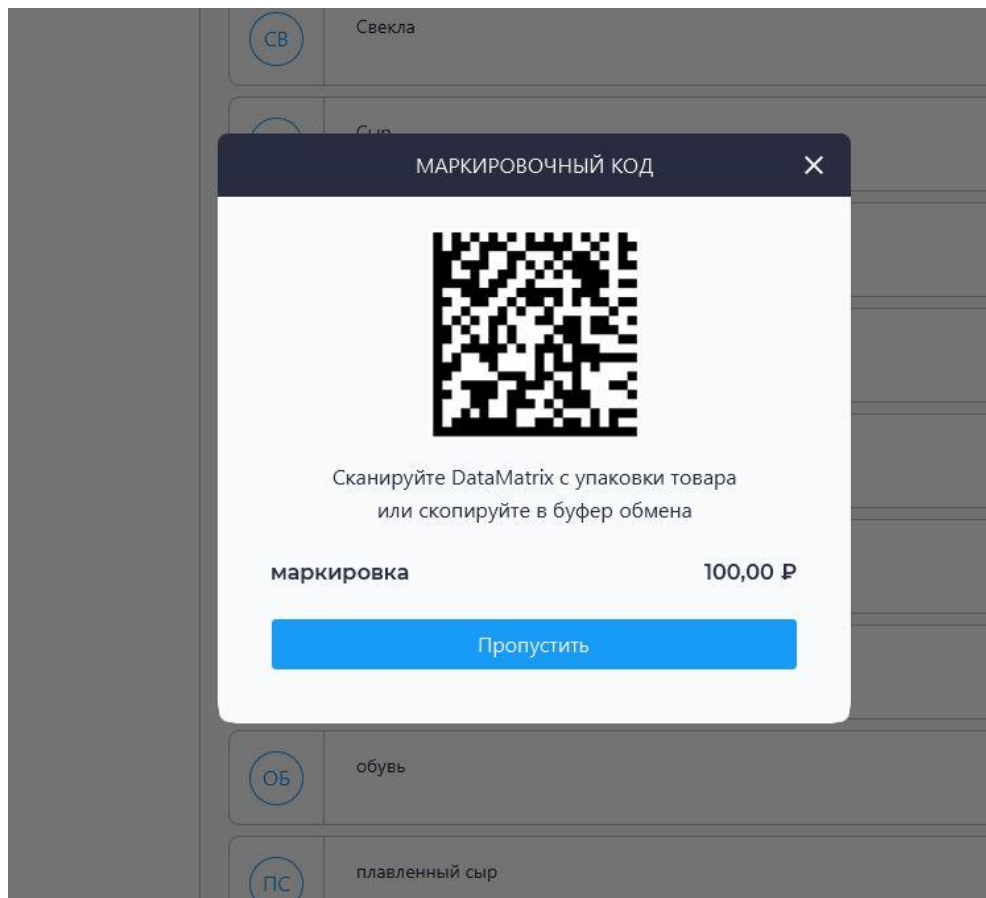 СВ
Свекла
Сыр
МАРКИРОВОЧНЫЙ КОД
Сканируйте DataMatrix с упаковки товара
или скопируйте в буфер обмена
маркировка 100,00 ₽
Пропустить
ОБ
обувь
ПС
плавленный сыр